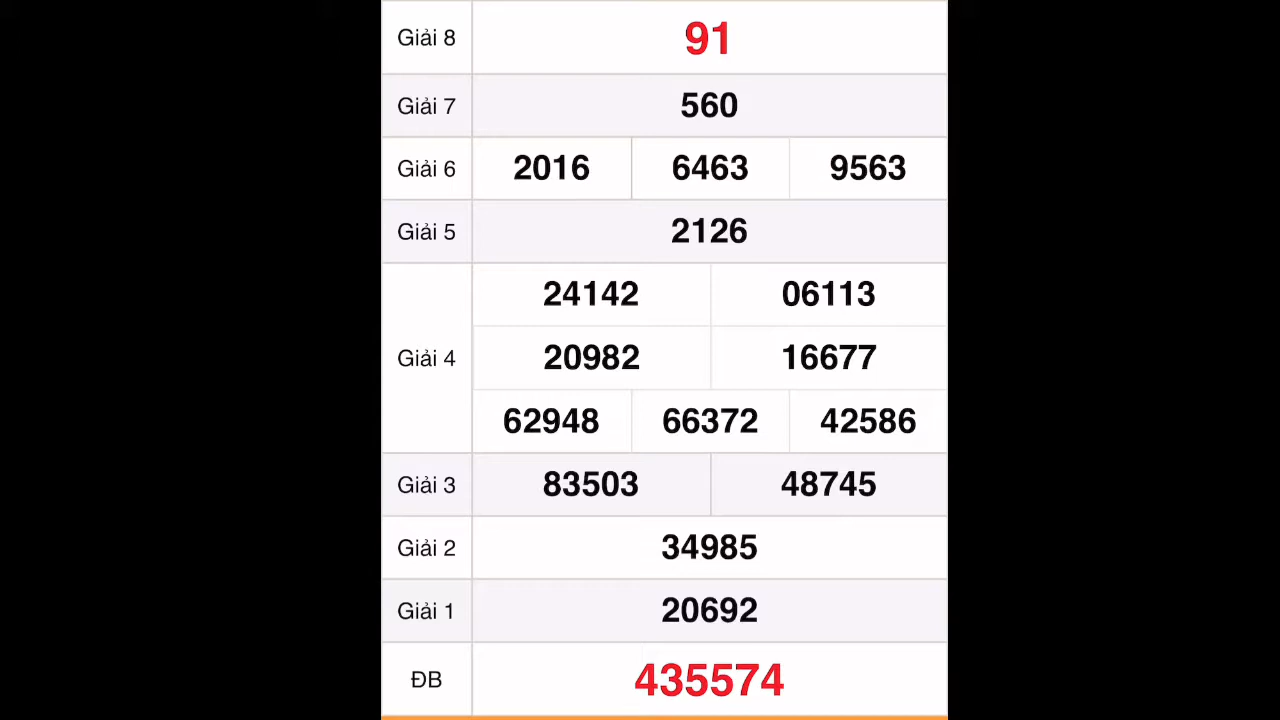 Giải 8 91
Giải 7 560
Giải 6 2016 6463 9563
Giải 5 2126
24142 06113
Giải 4 20982 16677
62948 66372 42586
Giải 3 83503 48745
Giải 2 34985
Giải 1 20692
ĐB 435574